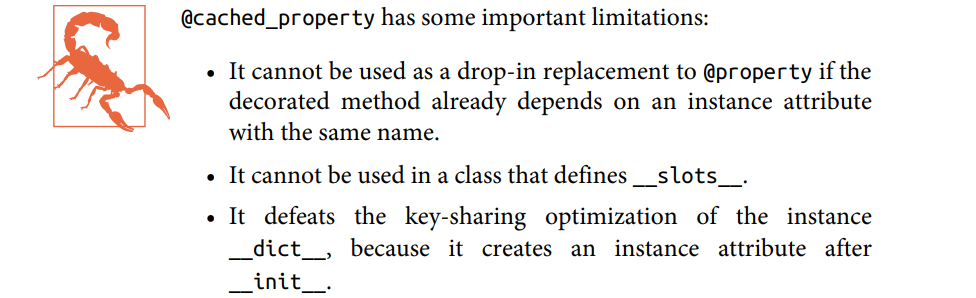 @cached_property has some important limitations:
• It cannot be used as a drop-in replacement to @property if the
decorated method already depends on an instance attribute
with the same name.
• It cannot be used in a class that defines __slots__.
• It defeats the key-sharing optimization of the instance
__dict__, because it creates an instance attribute after
__init__.